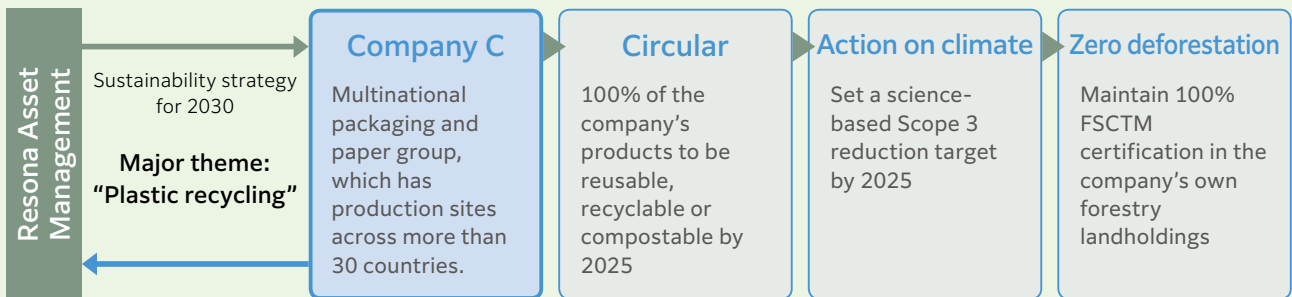 Resona Asset
Management
Sustainability strategy
for 2030
Major theme:
“Plastic recycling”
Company C
Multinational
packaging and
paper group,
which has
production sites
across more than
30 countries.
Circular
100% of the
company’s
products to be
reusable,
recyclable or
compostable by
2025
Action on climate
Set a science-
based Scope 3
reduction target
by 2025
Zero deforestation
Maintain 100%
FSCTM
certification in the
company’s own
forestry
landholdings